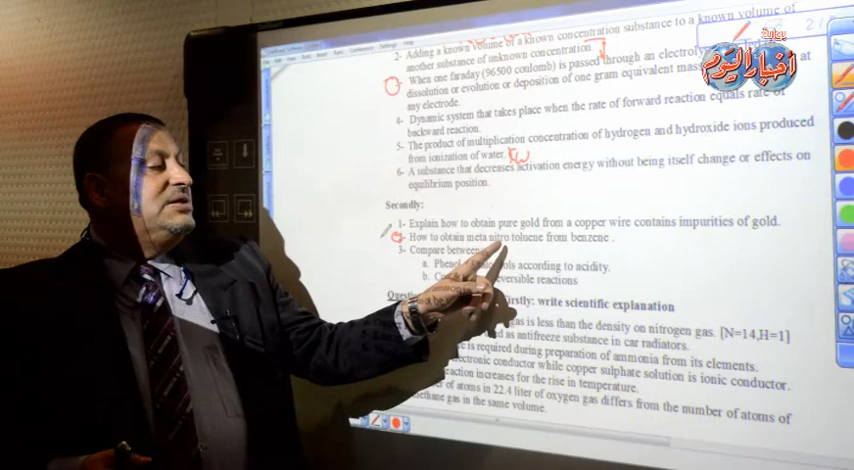 بوابة
أخبار اليوم
2- Adding a known volume of a known concentration substance to a known volume of
another substance of unknown concentration.
When one faraday (96500 coulomb) is passed through an
dissolution or evolution or deposition of one gram equivalent at
my electrode.
4- Dynamic system that takes place when the rate of forward reaction equals rate of
backward reaction.
5- The product of multiplication concentration of hydrogen and hydroxide ions produced
from ionization of water. Kw
6- A substance that decreases activation energy without being itself change or effects on
equilibrium position.
Secondly:
1- Explain how to obtain pure gold from a copper wire contains impurities of gold.
How to obtain meta nitro toluene from benzene .
3- Compare between
a. Phenol according to acidity.
b. reversible reactions
Firstly: write scientific explanation
gas is less than the density on nitrogen gas. [N=14,H=1]
as antifreeze substance in car radiators.
is required during preparation of ammonia from its elements.
conductor while copper sulphate solution is ionic conductor.
increases for the rise in temperature.
of atoms in 22.4 liter of oxygen gas differs from the number of atoms of
gas in the same volume.